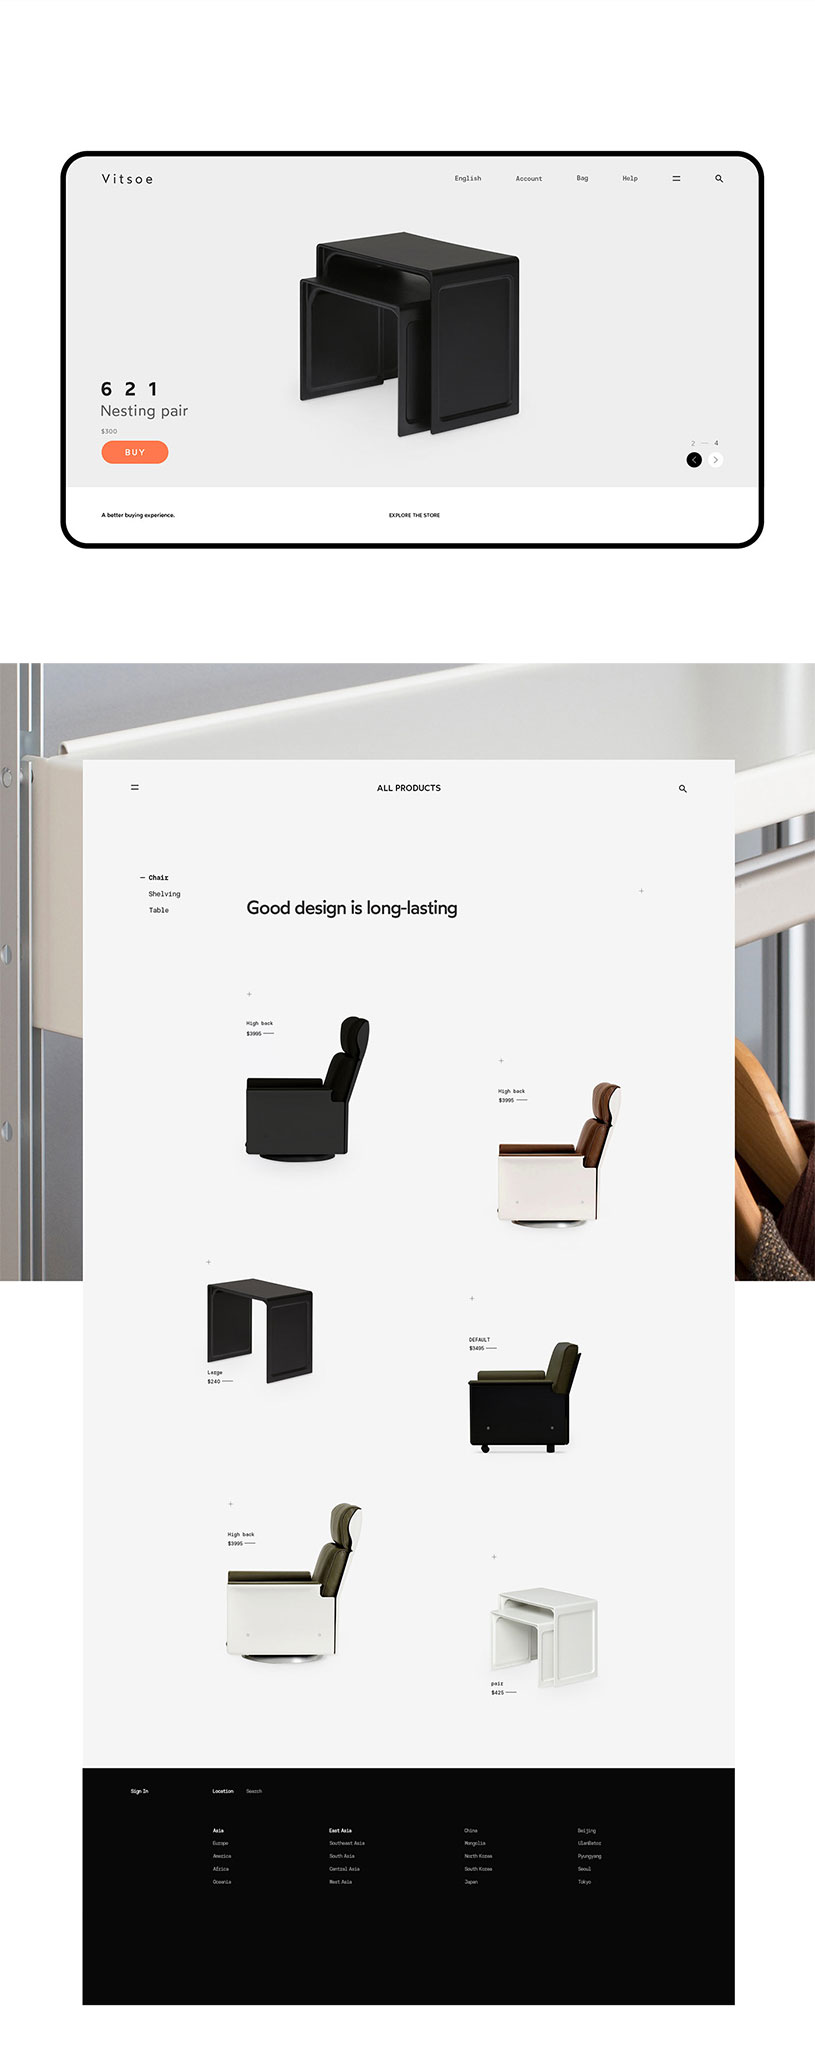 Vitsoe
English Account Bag Help
6 2 1
Nesting pair
$300
BUY
2 — 4
A better buying experience.
EXPLORE THE STORE
ALL PRODUCTS
— Chair
Shelving
Table
Good design is long-lasting
High back
$3995
High back
$3995
Large
$240
DEFAULT
$3495
High back
$3995
pair
$425
Sign In
Location Search
Asia East Asia China Beijing
Europe Southeast Asia Mongolia UlanBator
America South Asia North Korea Pyungyang
Africa Central Asia South Korea Seoul
Oceania West Asia Japan Tokyo